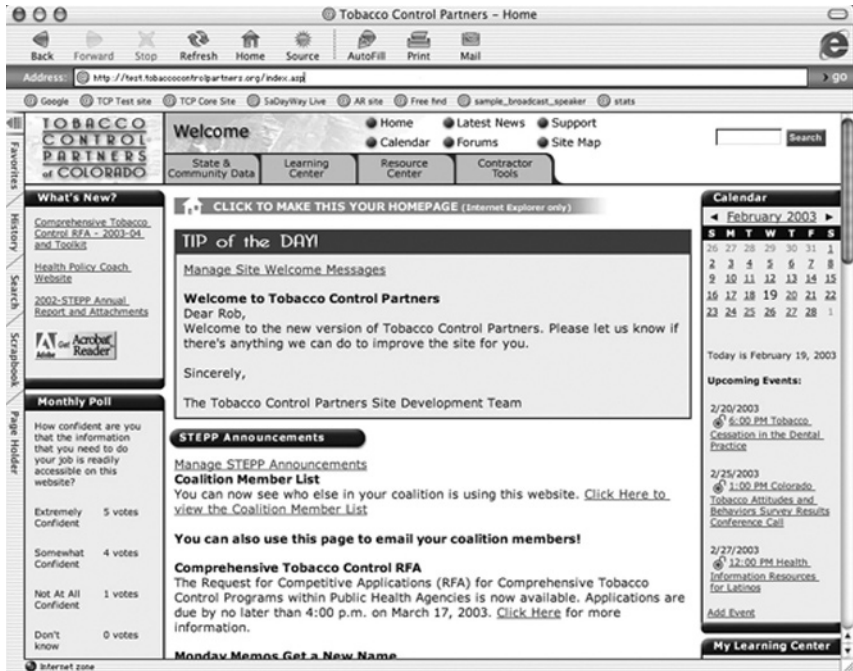 Tobacco Control Partners – Home
Back Forward Stop Refresh Home Source AutoFill Print Mail
Address: http://test.tobaccocontrolpartners.org/index.asp go
Google TCP Test site TCP Core Site SaDayWay Live AR site Free find sample_broadcast_speaker stats
Favorites
History
Search
Scrapbook
Page Holder
TOBACCO
CONTROL
PARTNERS
of COLORADO
Welcome
Home Latest News Support
Calendar Forums Site Map
Search
State &
Community Data
Learning
Center
Resource
Center
Contractor
Tools
What's New?
Comprehensive Tobacco
Control RFA - 2003-04
and Toolkit
Health Policy Coach
Website
2002-STEPP Annual
Report and Attachments
Adobe
Get Acrobat
Reader
Monthly Poll
How confident are you
that the information
that you need to do
your job is readily
accessible on this
website?
Extremely 5 votes
Confident
Somewhat 4 votes
Confident
Not At All 1 votes
Confident
Don't 0 votes
know
CLICK TO MAKE THIS YOUR HOMEPAGE (Internet Explorer only)
TIP of the DAY!
Manage Site Welcome Messages
Welcome to Tobacco Control Partners
Dear Rob,
Welcome to the new version of Tobacco Control Partners. Please let us know if
there's anything we can do to improve the site for you.
Sincerely,
The Tobacco Control Partners Site Development Team
STEPP Announcements
Manage STEPP Announcements
Coalition Member List
You can now see who else in your coalition is using this website. Click Here to
view the Coalition Member List
You can also use this page to email your coalition members!
Comprehensive Tobacco Control RFA
The Request for Competitive Applications (RFA) for Comprehensive Tobacco
Control Programs within Public Health Agencies is now available. Applications are
due by no later than 4:00 p.m. on March 17, 2003. Click Here for more
information.
Monday Memos Get a New Name
Calendar
February 2003
S M T W T F S
26 27 28 29 30 31 1
2 3 4 5 6 7 8
9 10 11 12 13 14 15
16 17 18 19 20 21 22
23 24 25 26 27 28 1
Today is February 19, 2003
Upcoming Events:
2/20/2003
6:00 PM Tobacco
Cessation in the Dental
Practice
2/25/2003
1:00 PM Colorado
Tobacco Attitudes and
Behaviors Survey Results
Conference Call
2/27/2003
12:00 PM Health
Information Resources
for Latinos
Add Event
My Learning Center
Internet zone